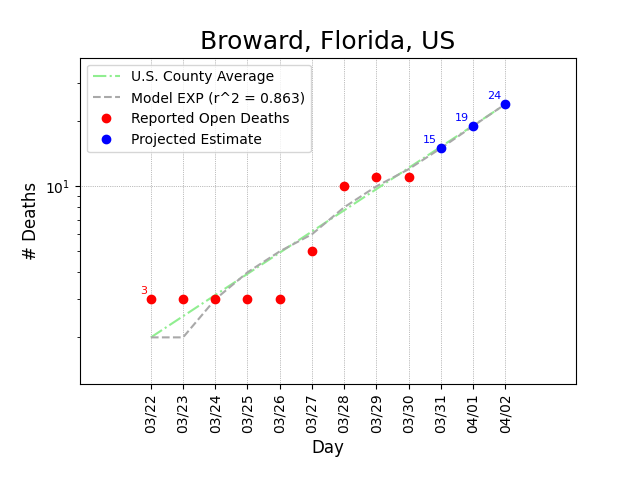 Broward, Florida, US
U.S. County Average
Model EXP (r^2 = 0.863)
Reported Open Deaths
Projected Estimate
24
19
15
10^1
3
# Deaths
03/22 03/23 03/24 03/25 03/26 03/27 03/28 03/29 03/30 03/31 04/01 04/02
Day